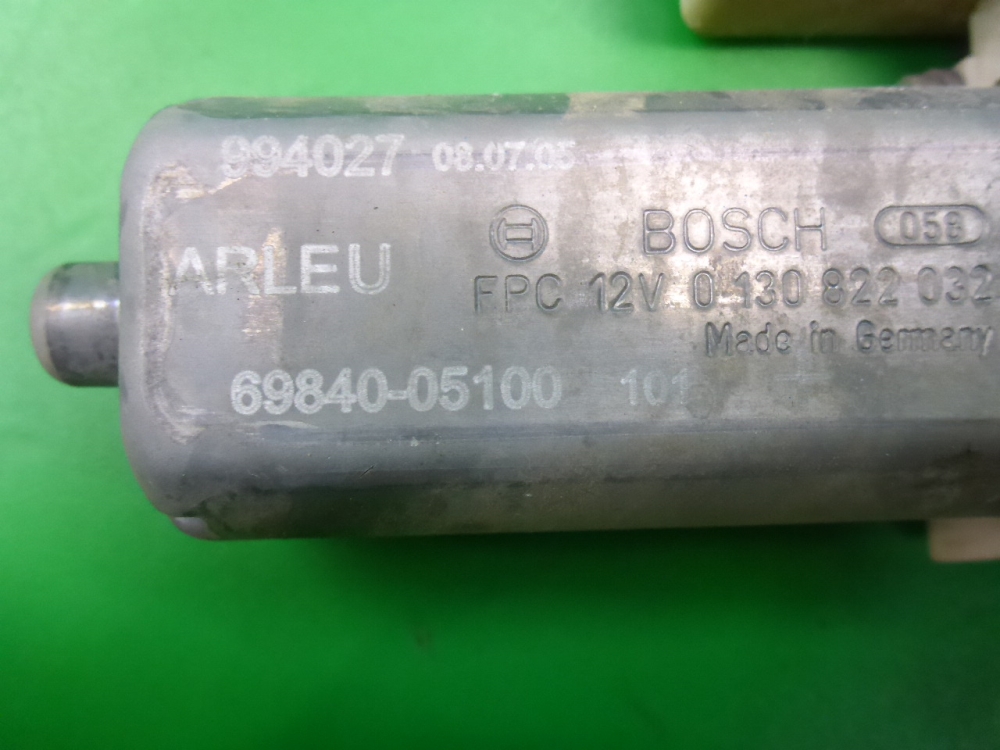 994027 08.07.05
BOSCH 058
ARLEU
FPC 12V 0 130 822 032
Made in Germany
69840-05100 101